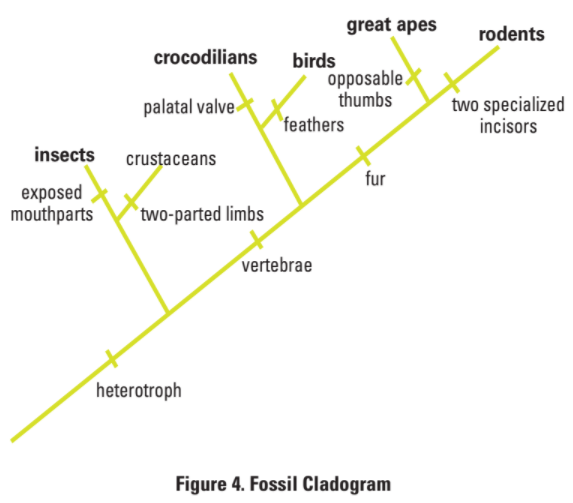 great apes
rodents
crocodilians
birds
opposable
thumbs
palatal valve
feathers
two specialized
incisors
insects
crustaceans
fur
exposed
mouthparts
two-parted limbs
vertebrae
heterotroph
Figure 4. Fossil Cladogram